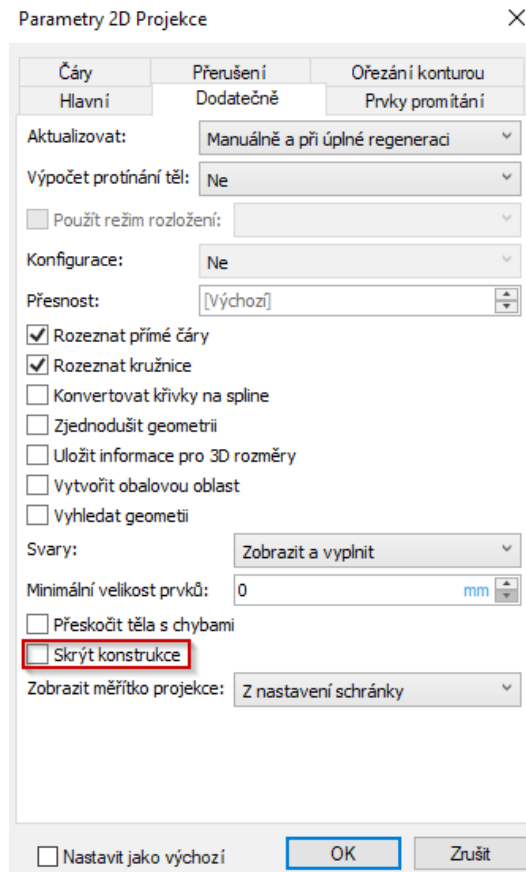 Parametry 2D Projekce
Čáry Přerušení Ořezání konturou
Hlavní Dodatečně Prvky promítání
Aktualizovat: Manuálně a při úplné regeneraci
Výpočet protínání těl: Ne
Použít režim rozložení:
Konfigurace: Ne
Přesnost: [Výchozí]
Rozeznat přímé čáry
Rozeznat kružnice
Konvertovat křivky na spline
Zjednodušit geometrii
Uložit informace pro 3D rozměry
Vytvořit obalovou oblast
Vyhledat geometii
Svary: Zobrazit a vyplnit
Minimální velikost prvků: 0 mm
Přeskočit těla s chybami
Skrýt konstrukce
Zobrazit měřítko projekce: Z nastavení schránky
Nastavit jako výchozí OK Zrušit